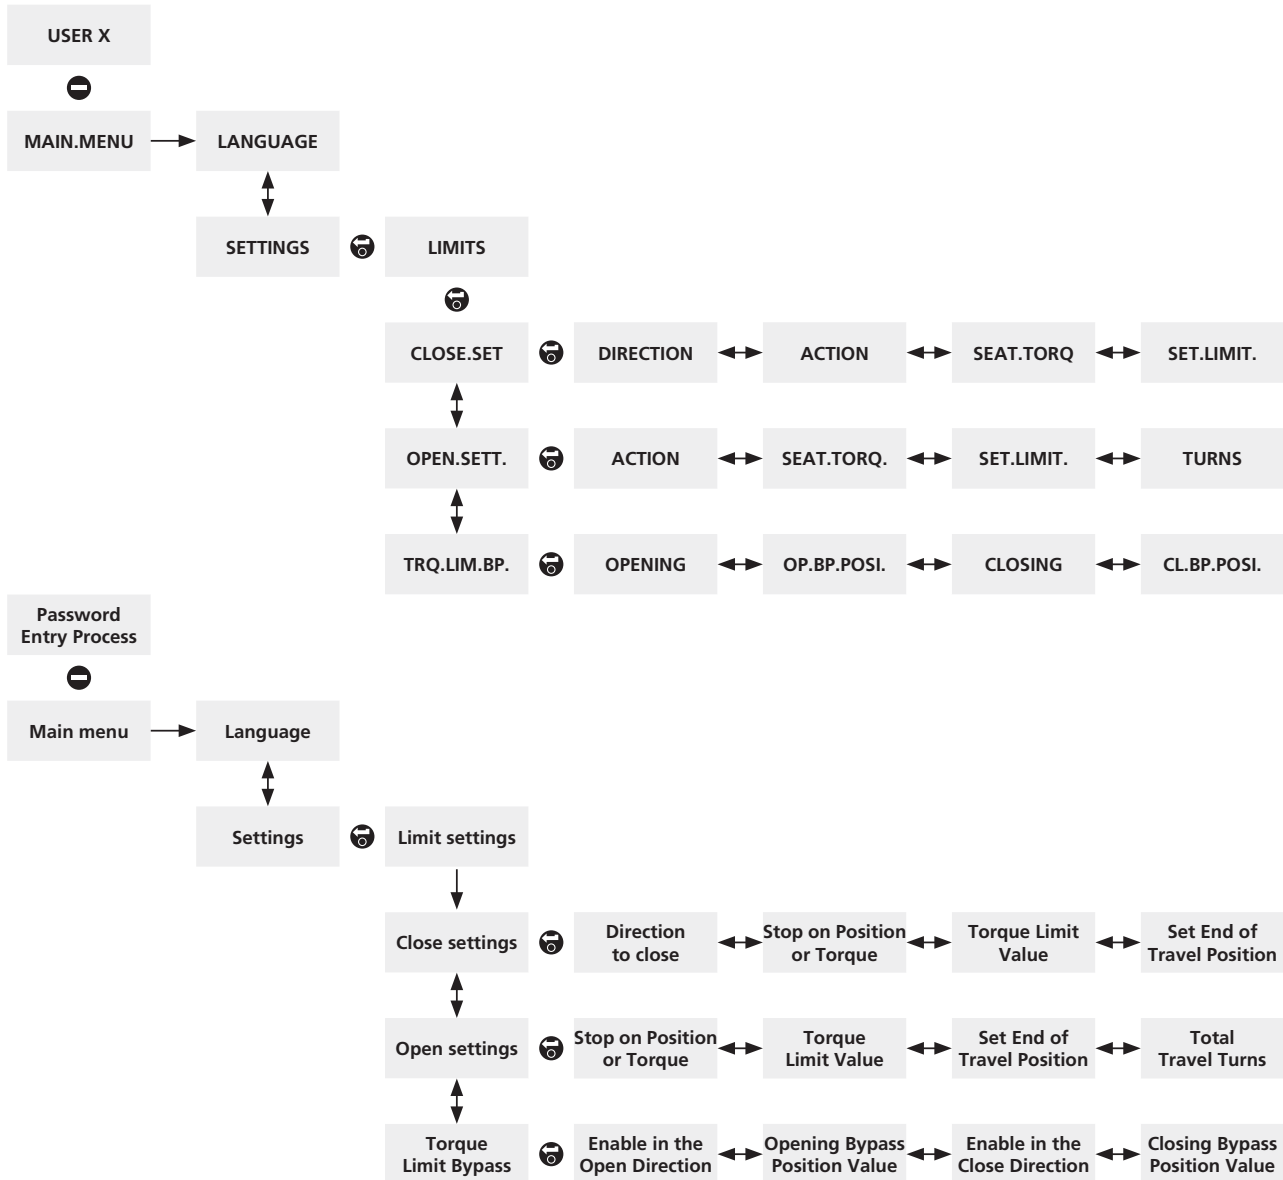 USER X
MAIN.MENU
LANGUAGE
SETTINGS
LIMITS
CLOSE.SET
DIRECTION
ACTION
SEAT.TORQ
SET.LIMIT.
OPEN.SETT.
ACTION
SEAT.TORQ.
SET.LIMIT.
TURNS
TRQ.LIM.BP.
OPENING
OP.BP.POSI.
CLOSING
CL.BP.POSI.
Password
Entry Process
Main menu
Language
Settings
Limit settings
Close settings
Direction
to close
Stop on Position
or Torque
Torque Limit
Value
Set End of
Travel Position
Open settings
Stop on Position
or Torque
Torque
Limit Value
Set End of
Travel Position
Total
Travel Turns
Torque
Limit Bypass
Enable in the
Open Direction
Opening Bypass
Position Value
Enable in the
Close Direction
Closing Bypass
Position Value